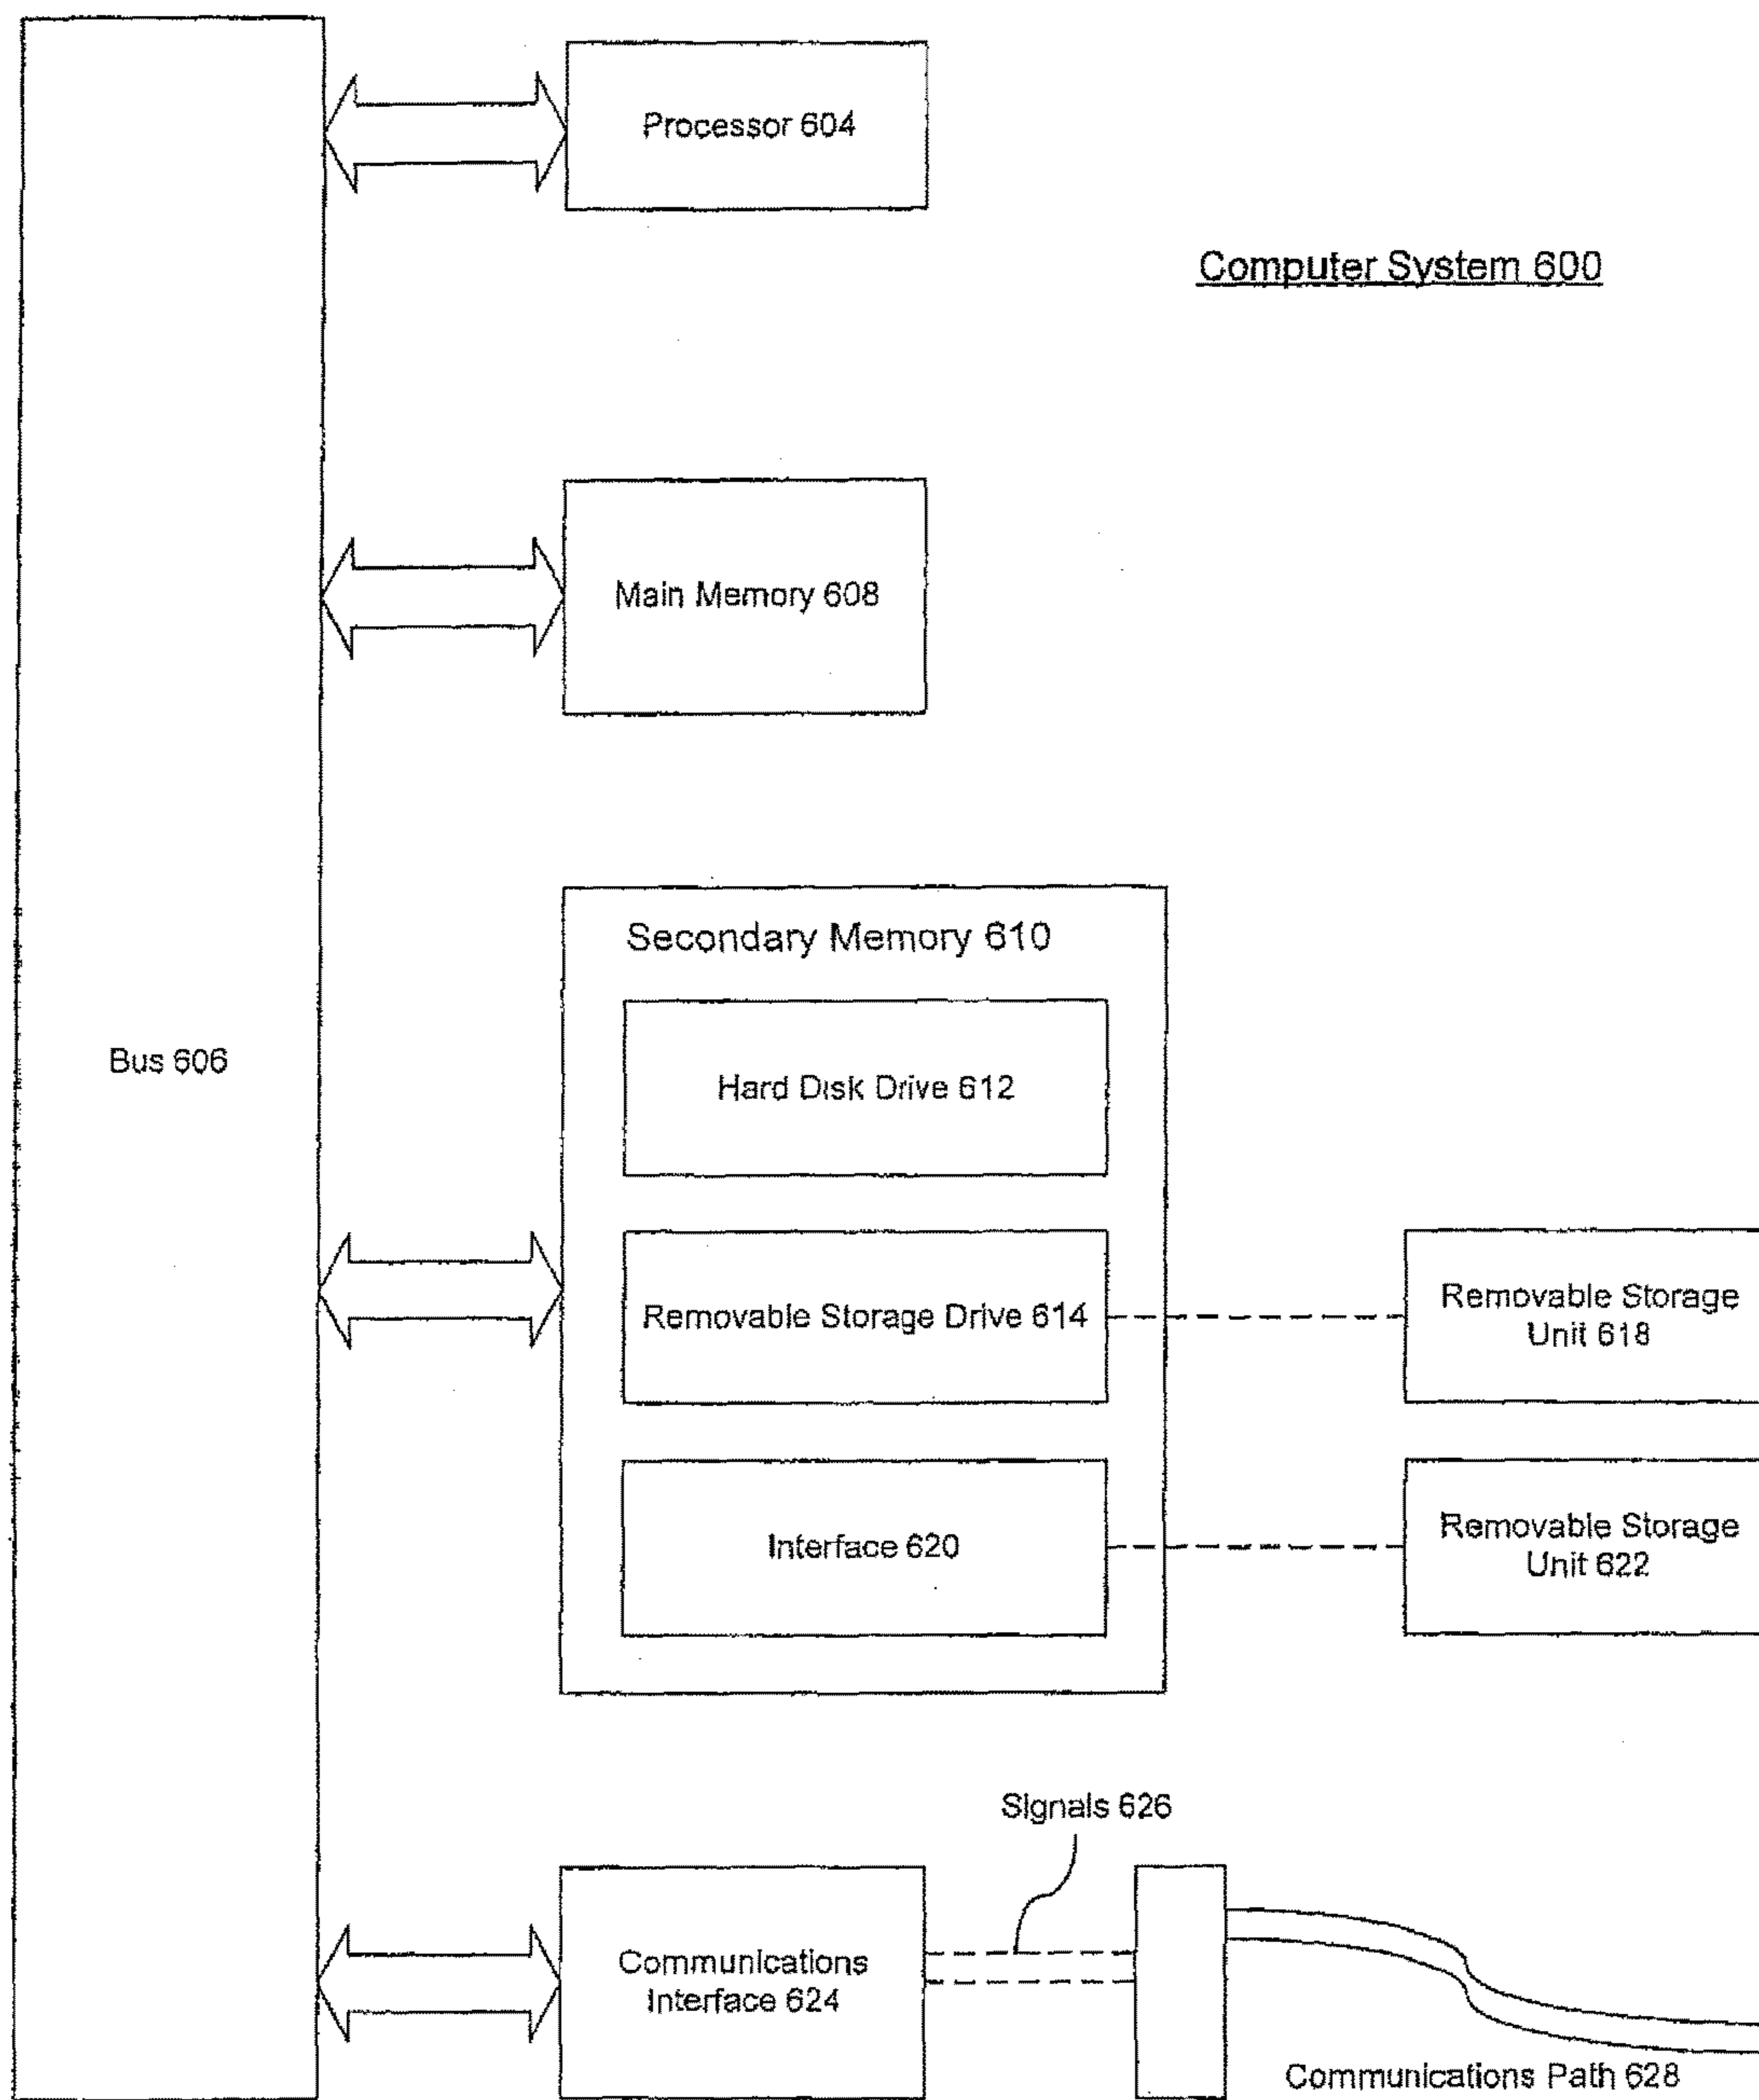 Processor 604
Computer System 600
Main Memory 608
Secondary Memory 610
Bus 606
Hard Disk Drive 612
Removable Storage Drive 614
Removable Storage
Unit 618
Interface 620
Removable Storage
Unit 622
Signals 626
Communications
Interface 624
Communications Path 628